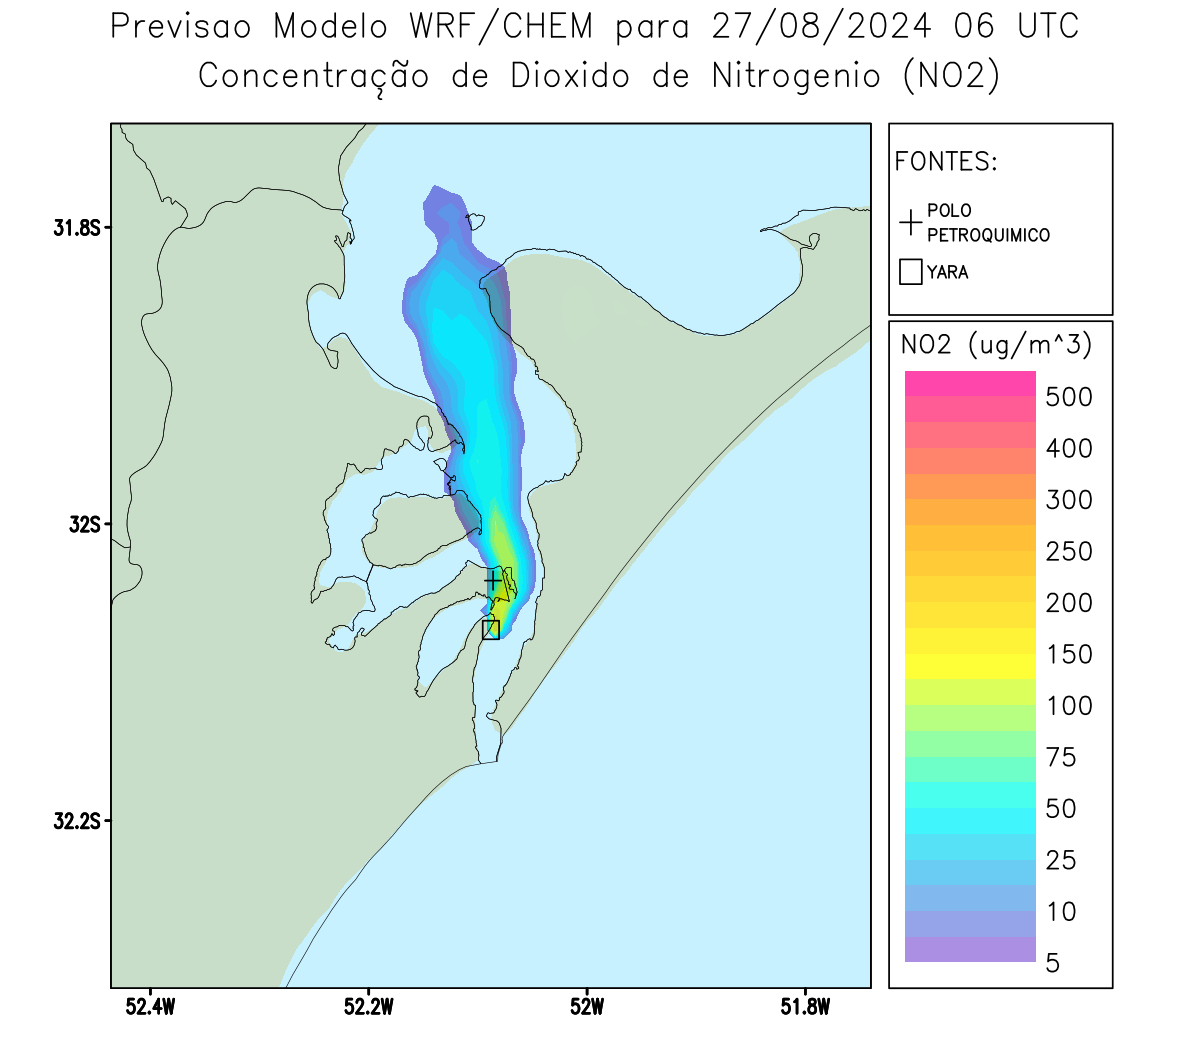 Previsao Modelo WRF/CHEM para 27/08/2024 06 UTC
Concentração de Dioxido de Nitrogenio (NO2)
FONTES:
POLO
PETROQUIMICO
YARA
NO2 (ug/m^3)
500
400
300
250
200
150
100
75
50
25
10
5
31.8S
32S
32.2S
52.4W
52.2W
52W
51.8W